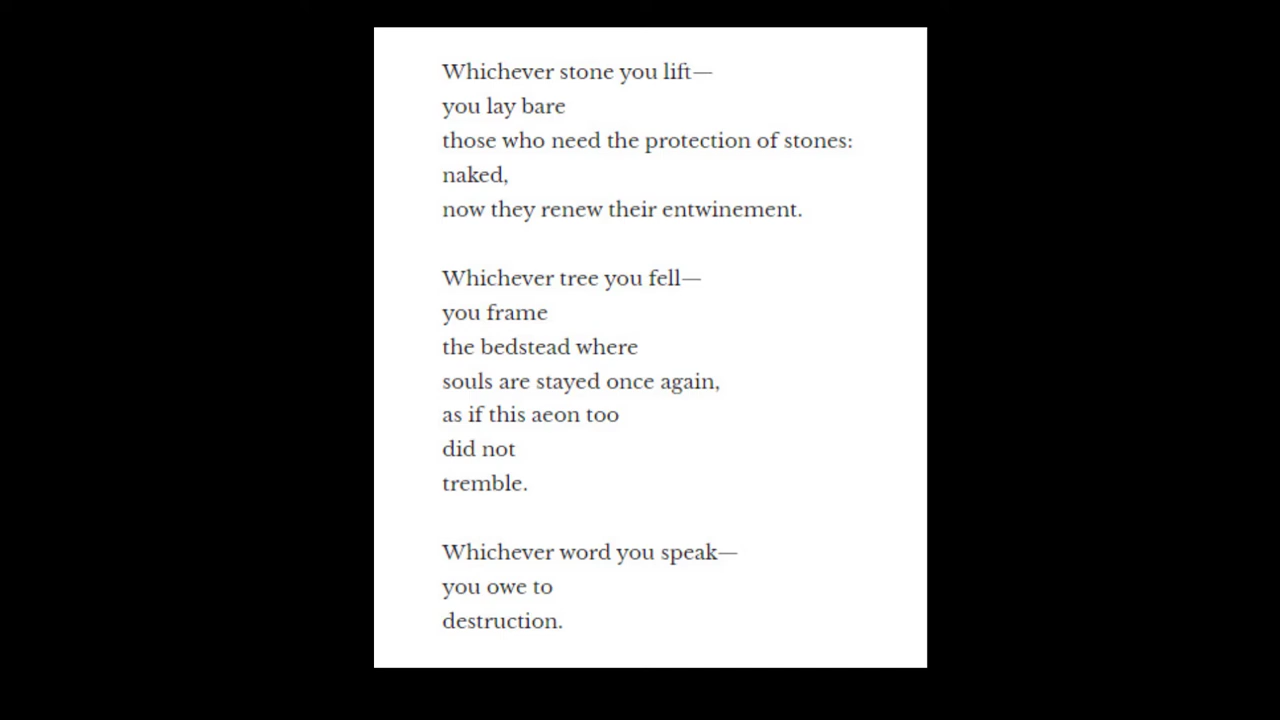 Whichever stone you lift—
you lay bare
those who need the protection of stones:
naked,
now they renew their entwinement.
Whichever tree you fell—
you frame
the bedstead where
souls are stayed once again,
as if this aeon too
did not
tremble.
Whichever word you speak—
you owe to
destruction.